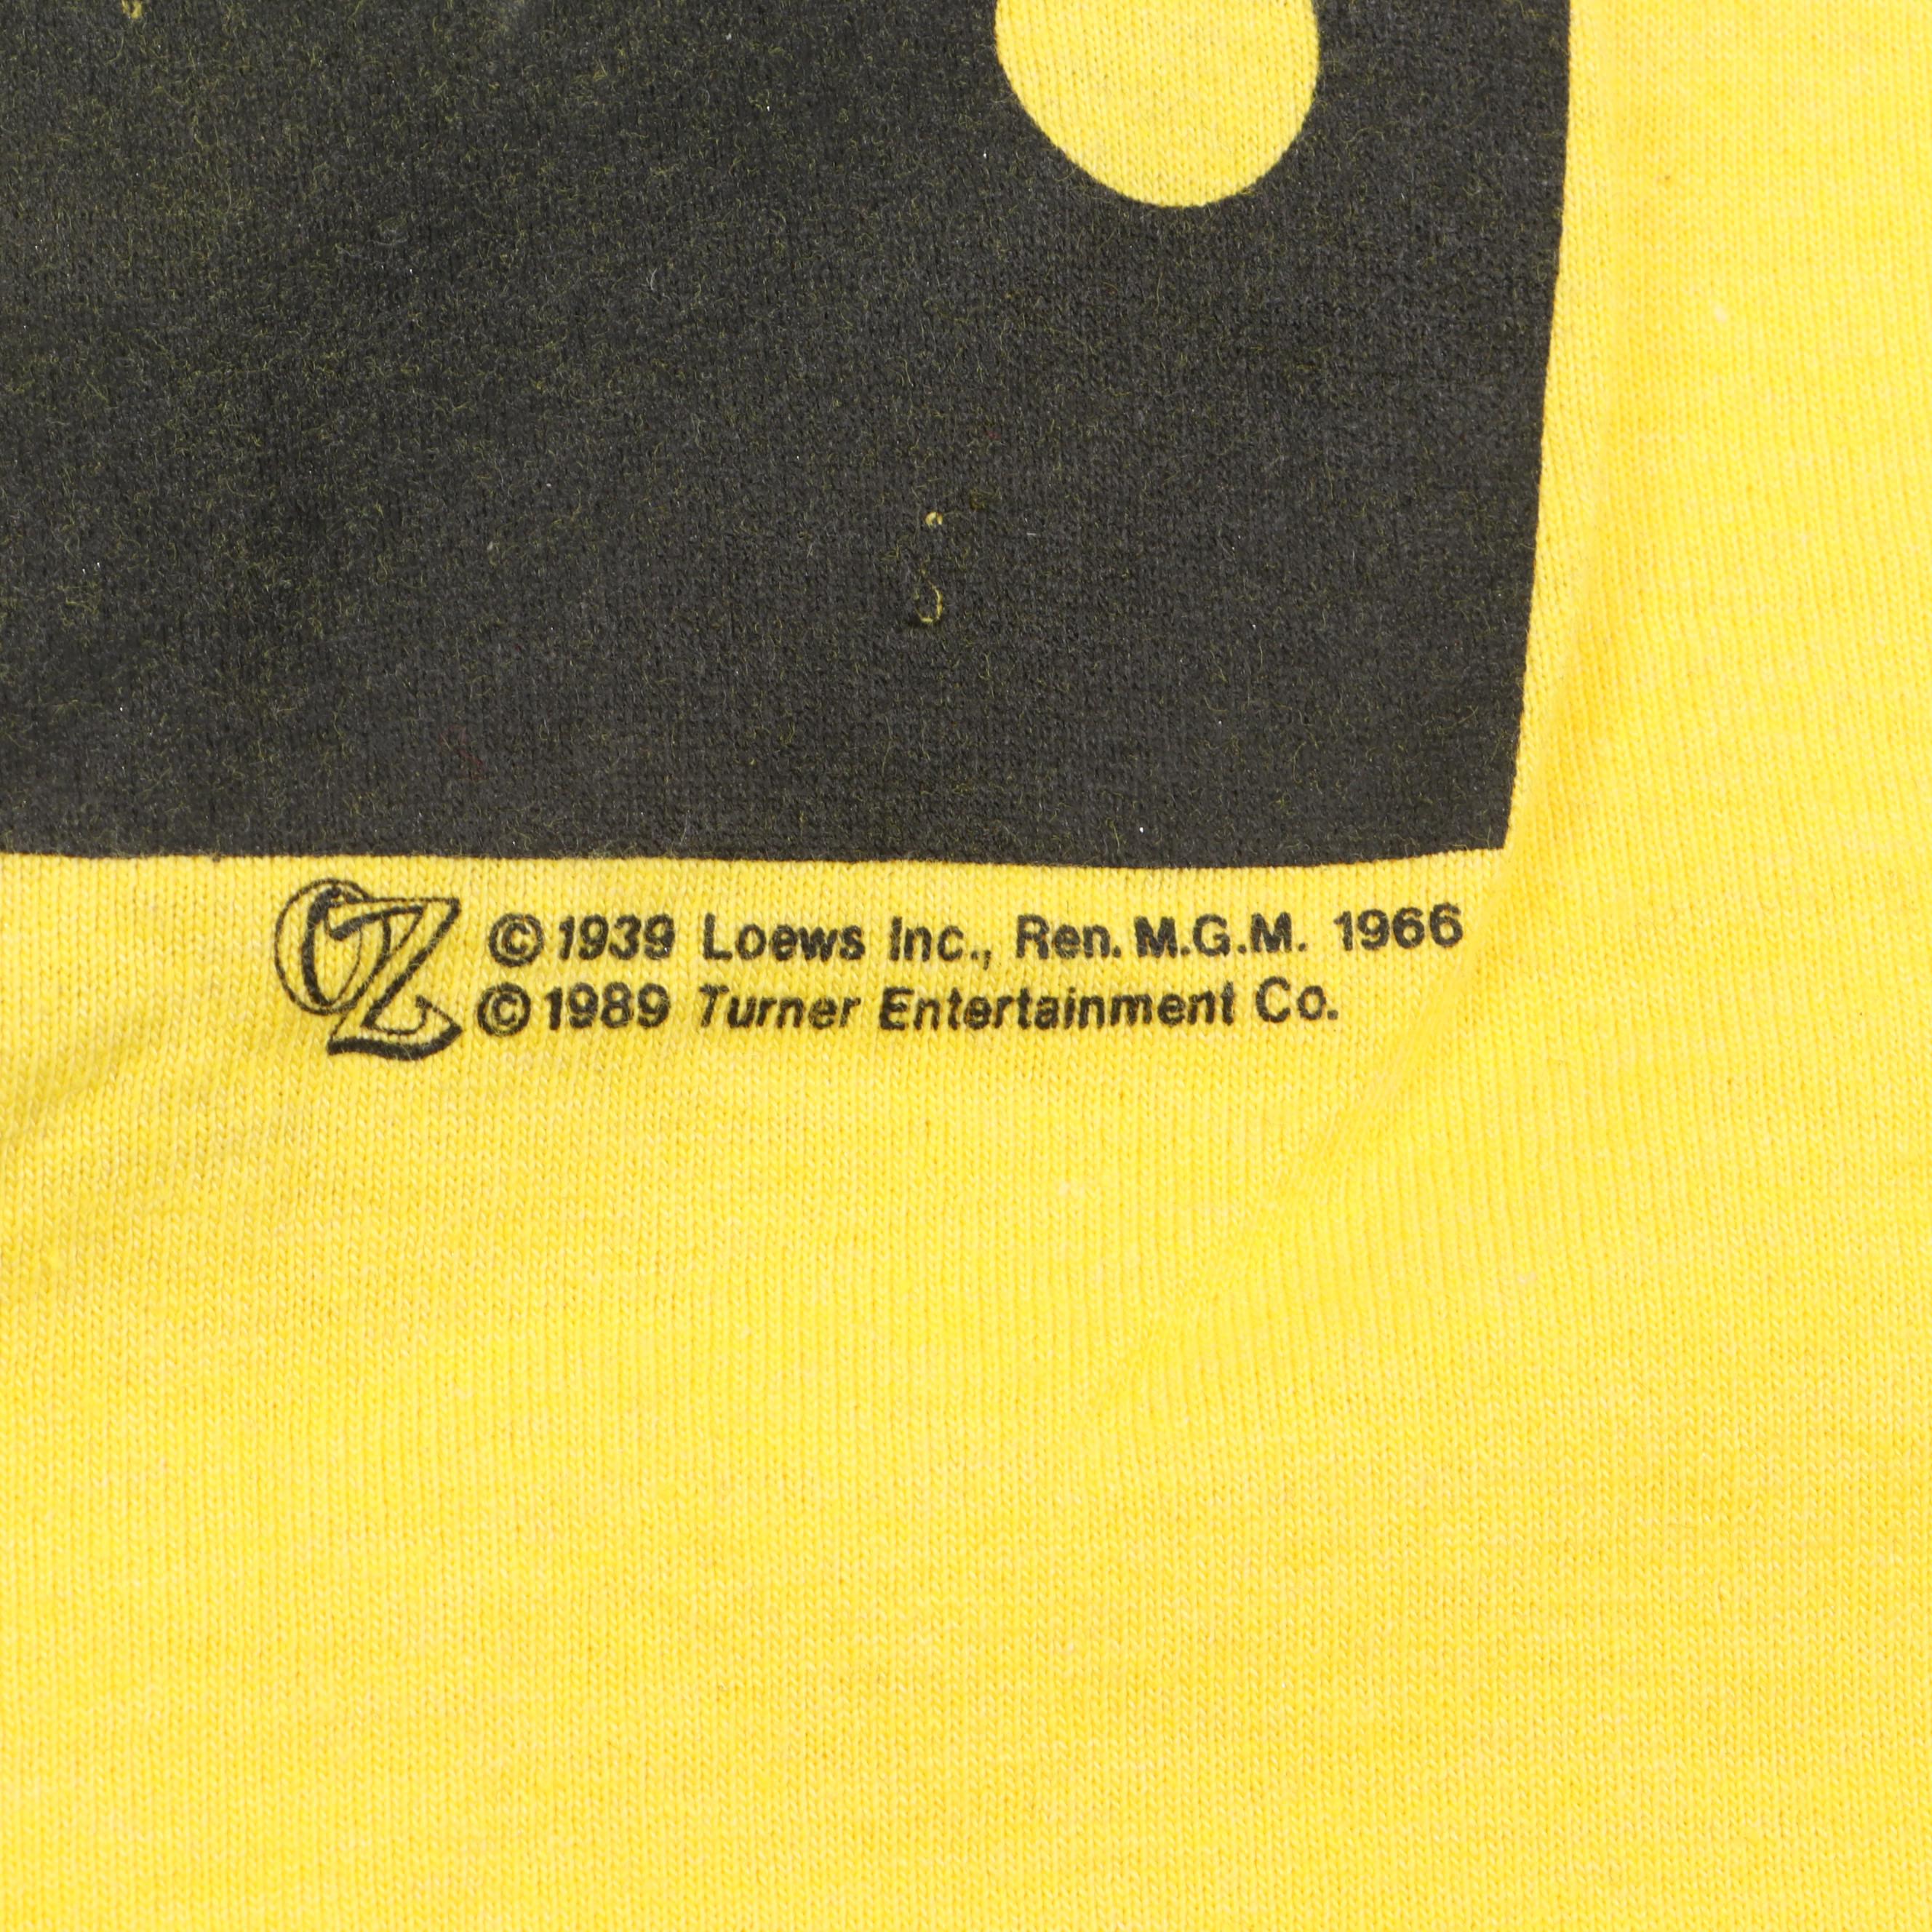 OZ
©1939 Loews Inc., Ren. M.G.M. 1966
©1989 Turner Entertainment Co.